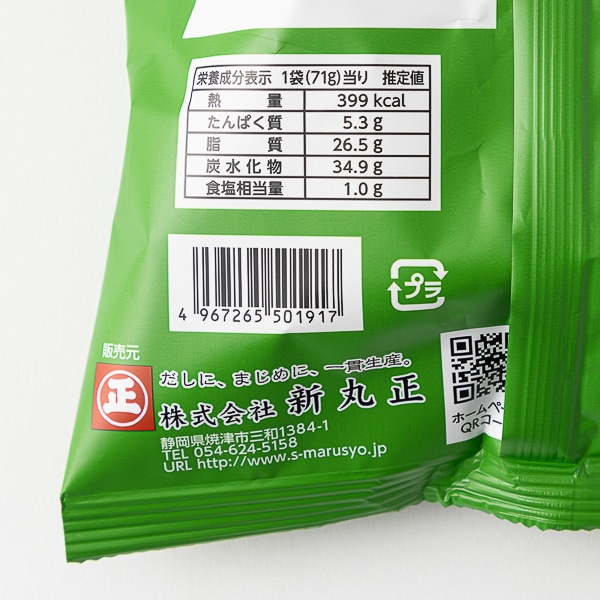 栄養成分表示 1袋(71g)当り 推定値
熱量 399 kcal
たんぱく質 5.3 g
脂質 26.5 g
炭水化物 34.9 g
食塩相当量 1.0 g
4 967265 501917
プラ
販売元
正
だしに、まじめに、一貫生産。
株式会社 新丸正
静岡県焼津市三和1384-1
TEL 054-624-5158
URL http://www.s-marusyo.jp
ホームペ
QRコー